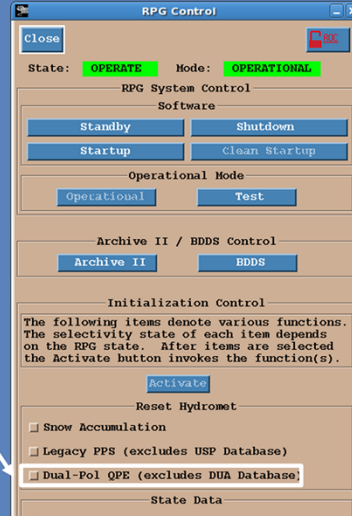 RPG Control
Close
ROC
State: OPERATE Mode: OPERATIONAL
RPG System Control
Software
Standby Shutdown
Startup Clean Startup
Operational Mode
Operational Test
Archive II / BDDS Control
Archive II BDDS
Initialization Control
The following items denote various functions.
The selectivity state of each item depends
on the RPG state. After items are selected
the Activate button invokes the function(s).
Activate
Reset Hydromet
Snow Accumulation
Legacy PPS (excludes USP Database)
Dual-Pol QPE (excludes DUA Database)
State Data